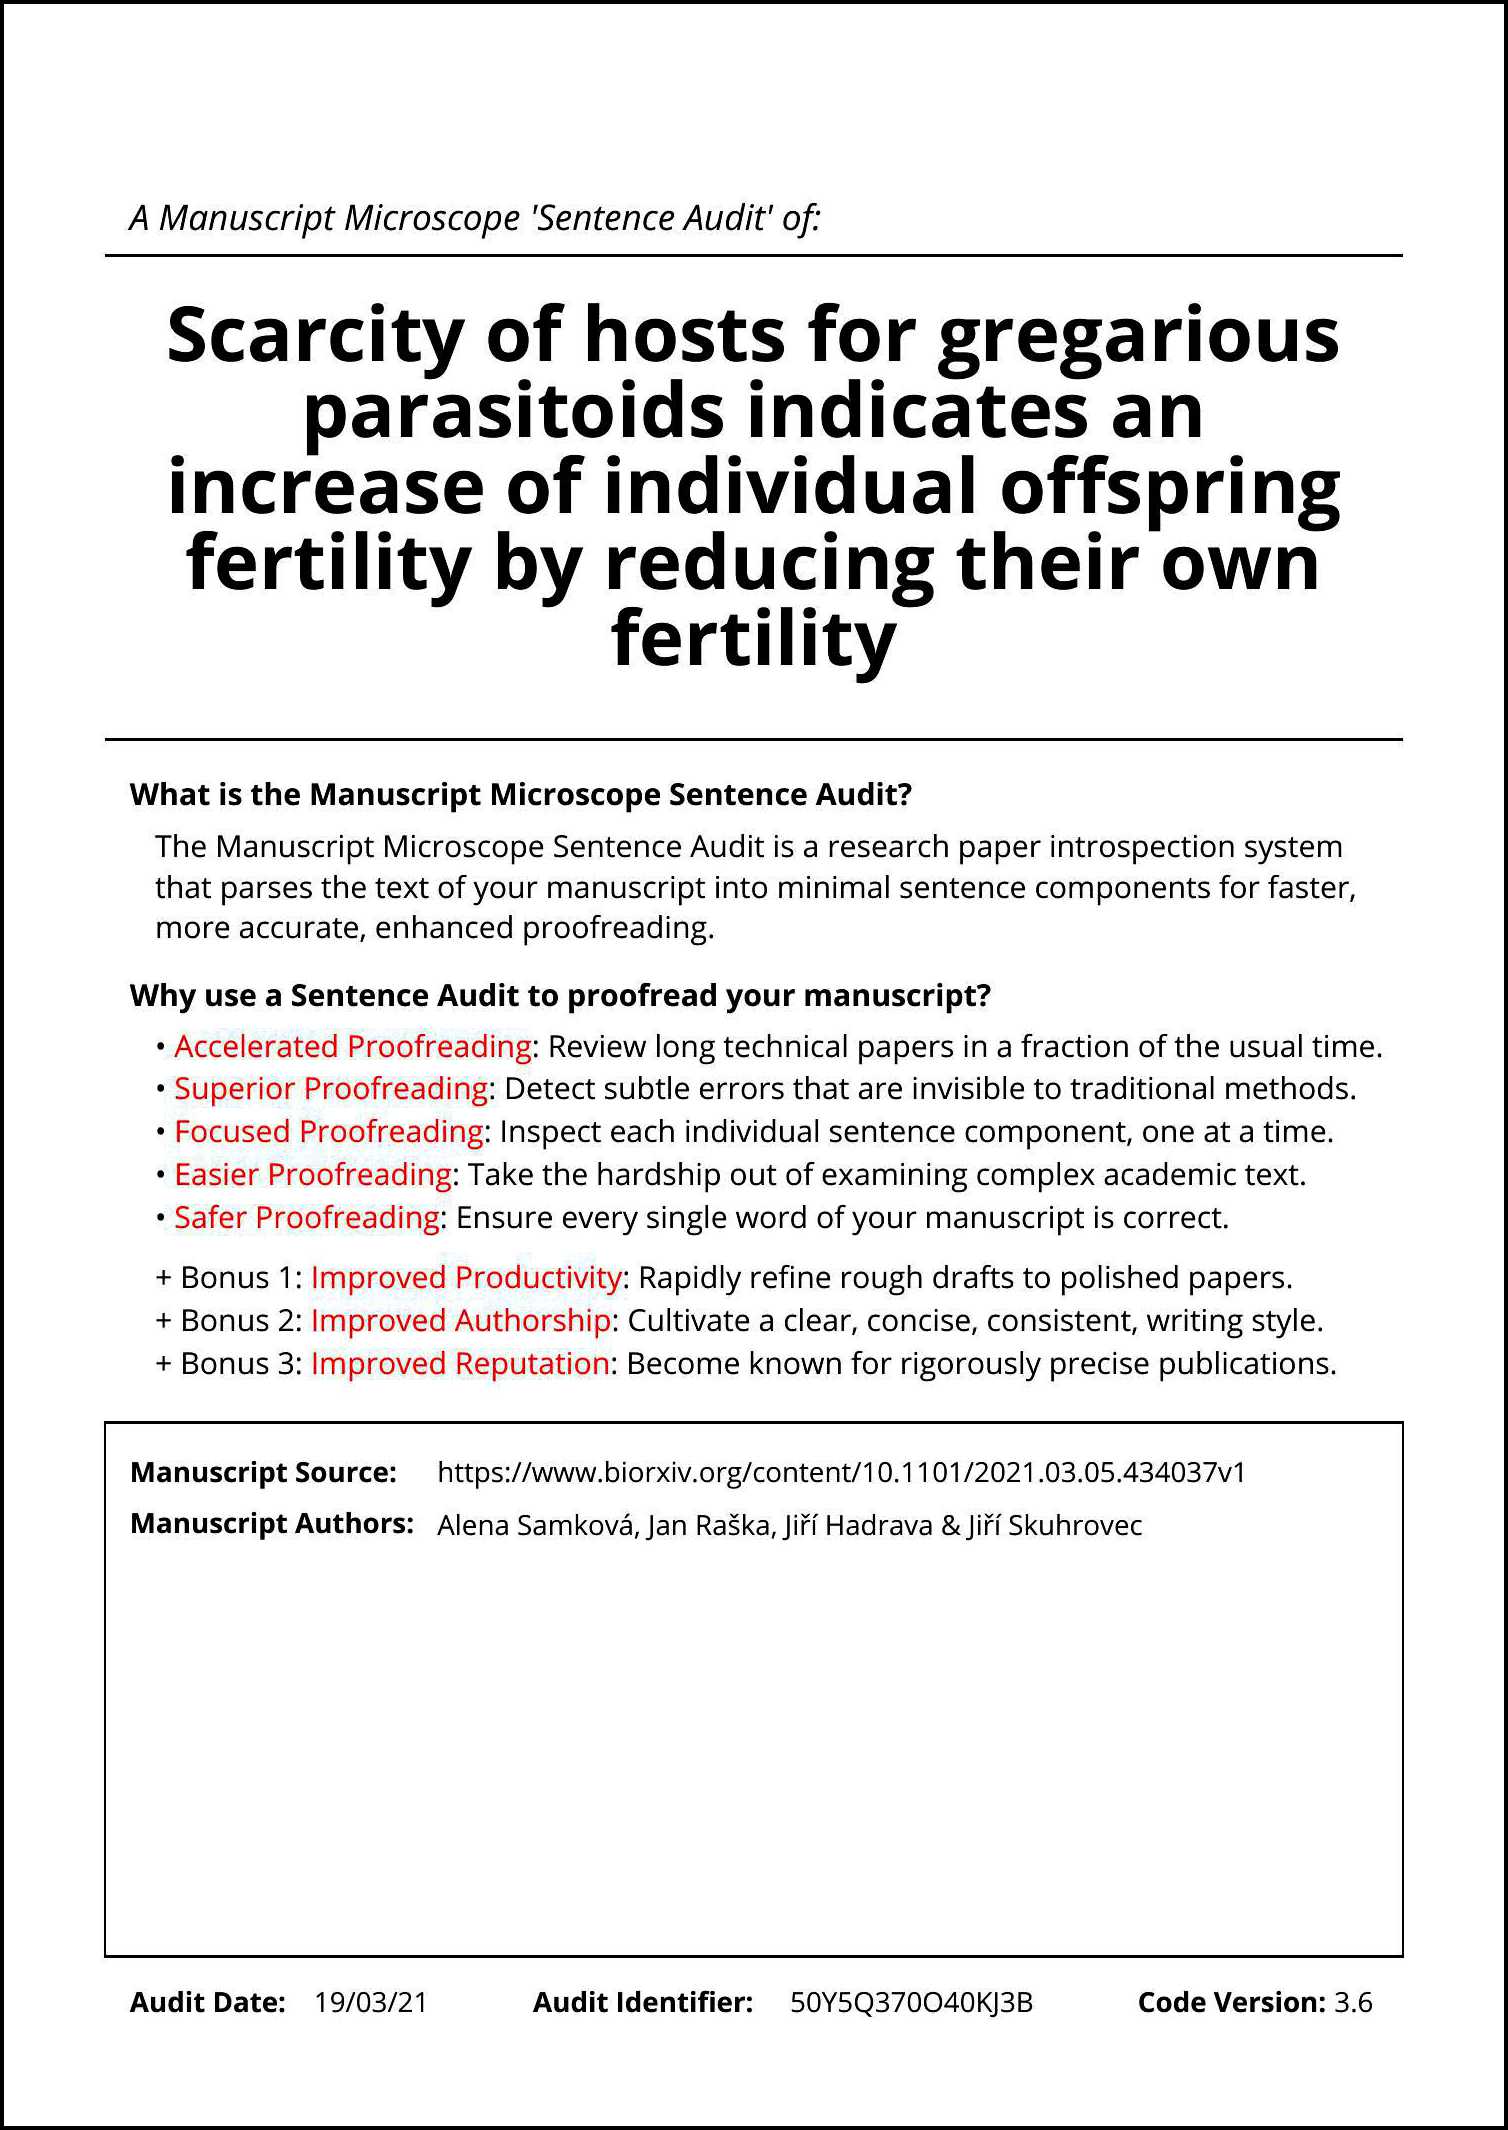 A Manuscript Microscope 'Sentence Audit' of:
Scarcity of hosts for gregarious
parasitoids indicates an
increase of individual offspring
fertility by reducing their own
fertility
What is the Manuscript Microscope Sentence Audit?
The Manuscript Microscope Sentence Audit is a research paper introspection system
that parses the text of your manuscript into minimal sentence components for faster,
more accurate, enhanced proofreading.
Why use a Sentence Audit to proofread your manuscript?
• Accelerated Proofreading: Review long technical papers in a fraction of the usual time.
• Superior Proofreading: Detect subtle errors that are invisible to traditional methods.
• Focused Proofreading: Inspect each individual sentence component, one at a time.
• Easier Proofreading: Take the hardship out of examining complex academic text.
• Safer Proofreading: Ensure every single word of your manuscript is correct.
+ Bonus 1: Improved Productivity: Rapidly refine rough drafts to polished papers.
+ Bonus 2: Improved Authorship: Cultivate a clear, concise, consistent, writing style.
+ Bonus 3: Improved Reputation: Become known for rigorously precise publications.
Manuscript Source: https://www.biorxiv.org/content/10.1101/2021.03.05.434037v1
Manuscript Authors: Alena Samková, Jan Raška, Jiří Hadrava & Jiří Skuhrovec
Audit Date: 19/03/21 Audit Identifier: 50Y5Q370O40KJ3B Code Version: 3.6